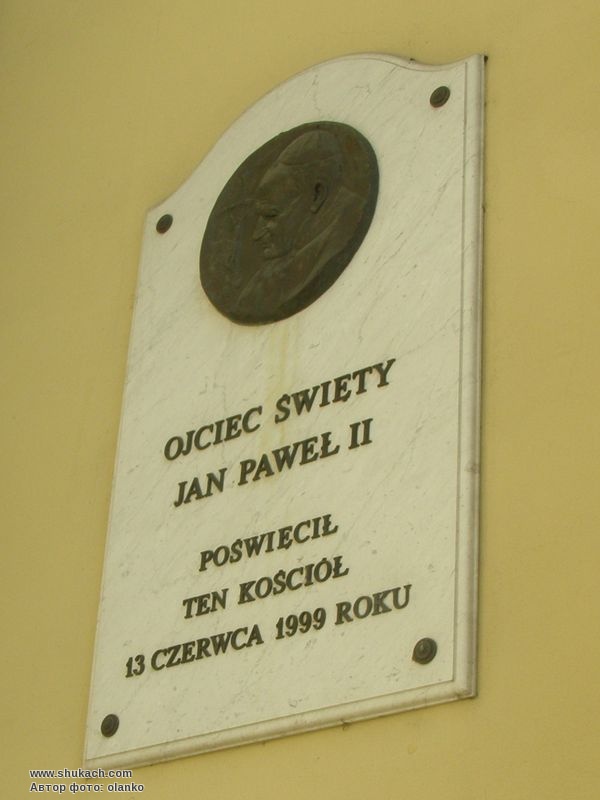 OJCIEC ŚWIĘTY
JAN PAWEŁ II
POŚWIĘCIŁ
TEN KOŚCIÓŁ
13 CZERWCA 1999 ROKU
www.shukach.com
Автор фото: olanko